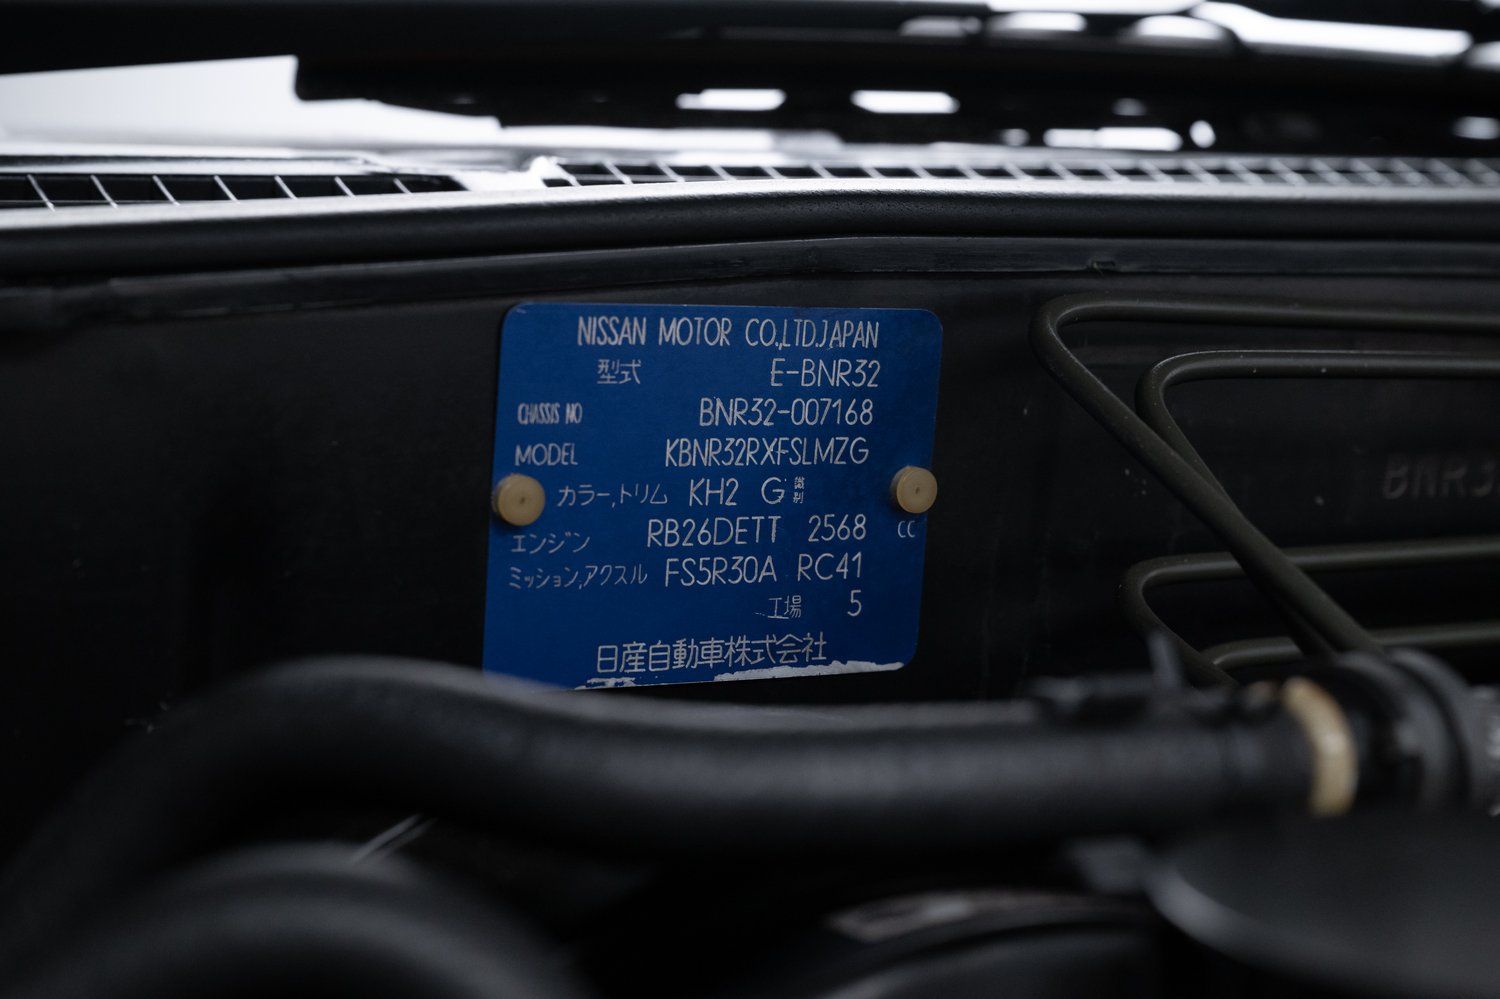 NISSAN MOTOR CO.,LTD.JAPAN
型式 E-BNR32
CHASSIS NO BNR32-007168
MODEL KBNR32RXFSLMZG
カラー,トリム KH2 G 識別
エンジン RB26DETT 2568 CC
ミッション,アクスル FS5R30A RC41
工場 5
日産自動車株式会社
BNR3